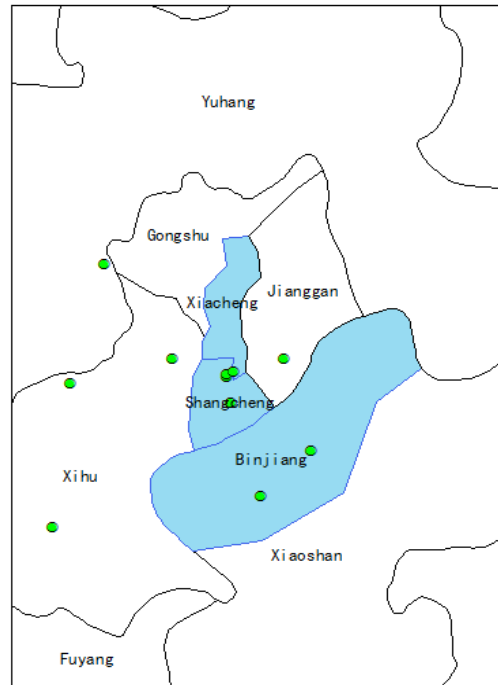 Yuhang
Gongshu
Jianggan
Xiacheng
Shangcheng
Binjiang
Xihu
Xiaoshan
Fuyang